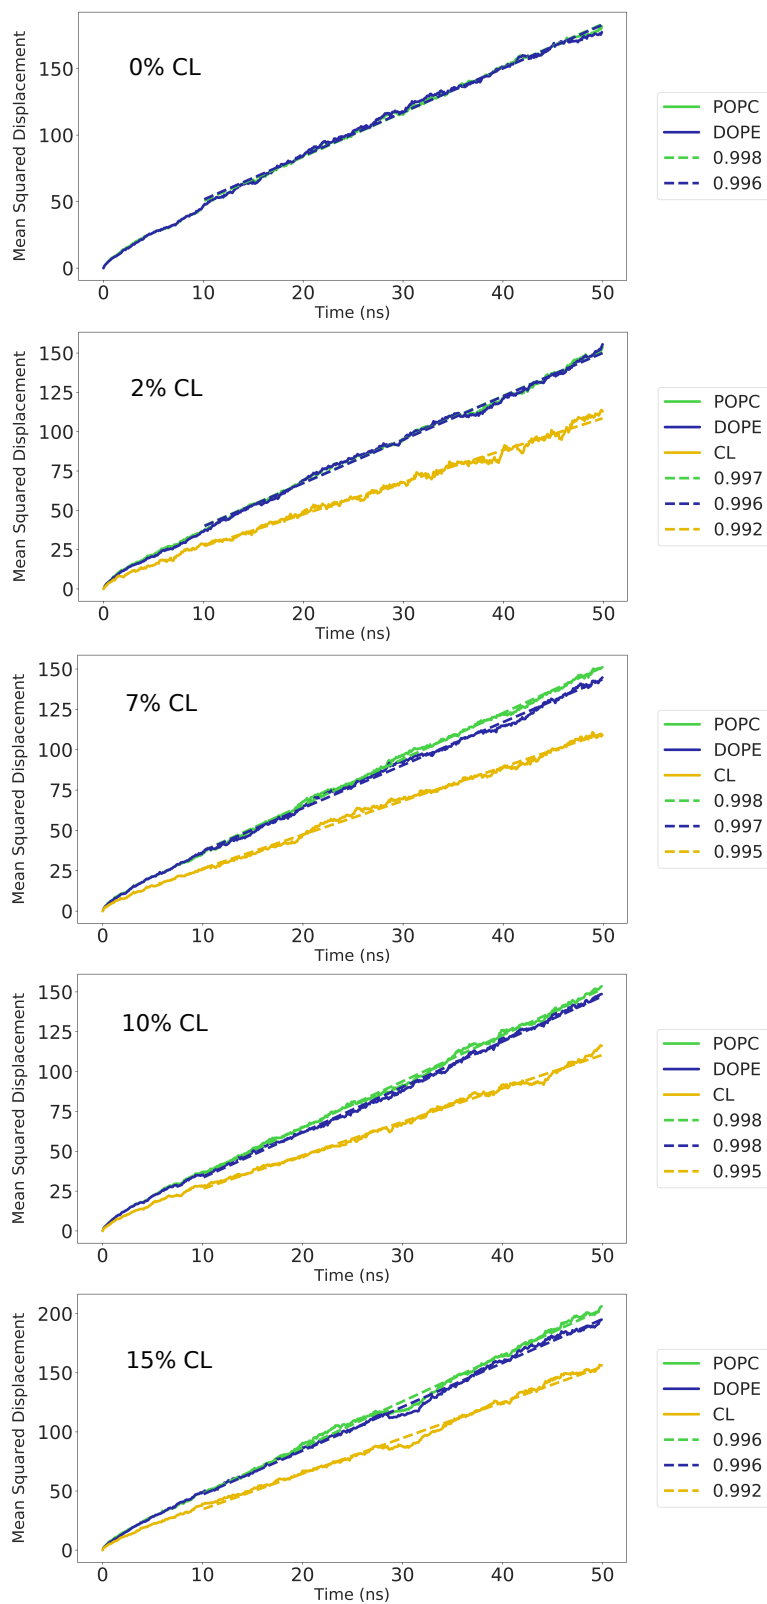 0% CL
Mean Squared Displacement
150
100
50
0
0 10 20 30 40 50
Time (ns)
POPC
DOPE
0.998
0.996
2% CL
Mean Squared Displacement
150
125
100
75
50
25
0
0 10 20 30 40 50
Time (ns)
POPC
DOPE
CL
0.997
0.996
0.992
7% CL
Mean Squared Displacement
150
125
100
75
50
25
0
0 10 20 30 40 50
Time (ns)
POPC
DOPE
CL
0.998
0.997
0.995
10% CL
Mean Squared Displacement
150
125
100
75
50
25
0
0 10 20 30 40 50
Time (ns)
POPC
DOPE
CL
0.998
0.998
0.995
15% CL
Mean Squared Displacement
200
150
100
50
0
0 10 20 30 40 50
Time (ns)
POPC
DOPE
CL
0.996
0.996
0.992